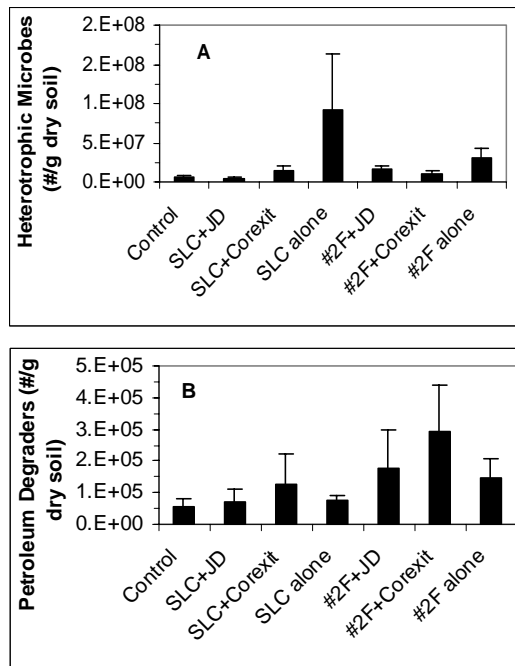 Heterotrophic Microbes
(#/g dry soil)
A
2.E+08
2.E+08
1.E+08
5.E+07
0.E+00
Control
SLC+JD
SLC+Corexit
SLC alone
#2F+JD
#2F+Corexit
#2F alone
Petroleum Degraders (#/g
dry soil)
B
5.E+05
4.E+05
3.E+05
2.E+05
1.E+05
0.E+00
Control
SLC+JD
SLC+Corexit
SLC alone
#2F+JD
#2F+Corexit
#2F alone